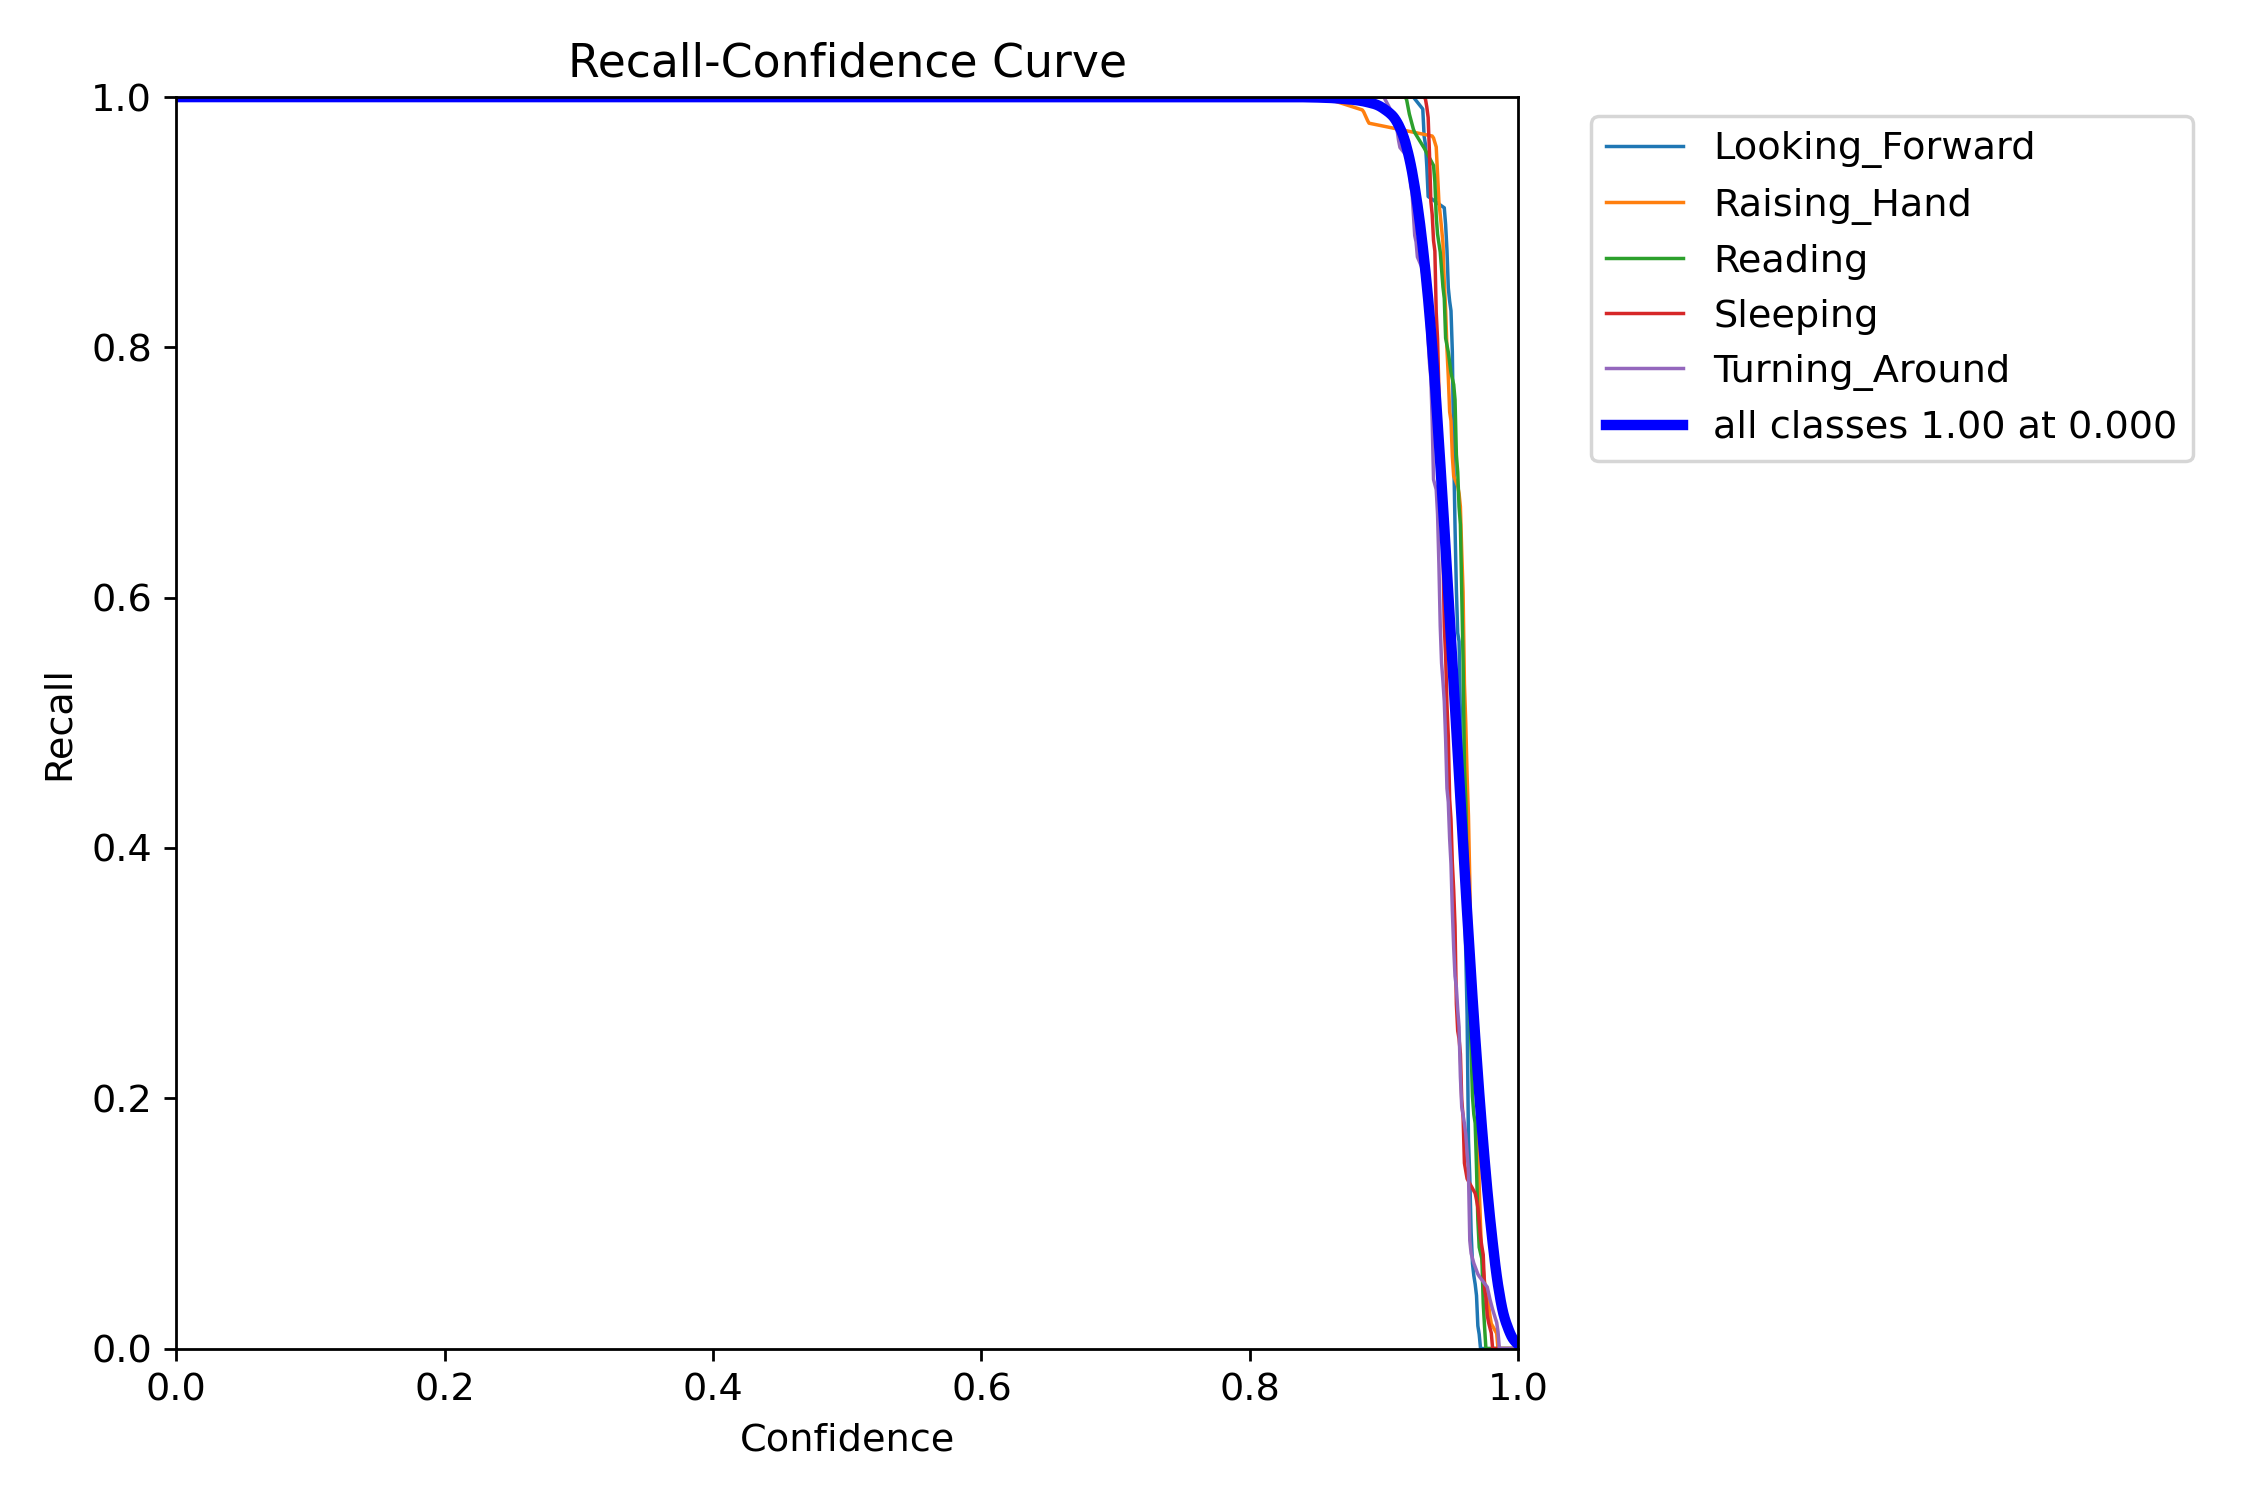 Recall-Confidence Curve
1.0
0.8
0.6
0.4
0.2
0.0
Recall
0.0 0.2 0.4 0.6 0.8 1.0
Confidence
Looking_Forward
Raising_Hand
Reading
Sleeping
Turning_Around
all classes 1.00 at 0.000